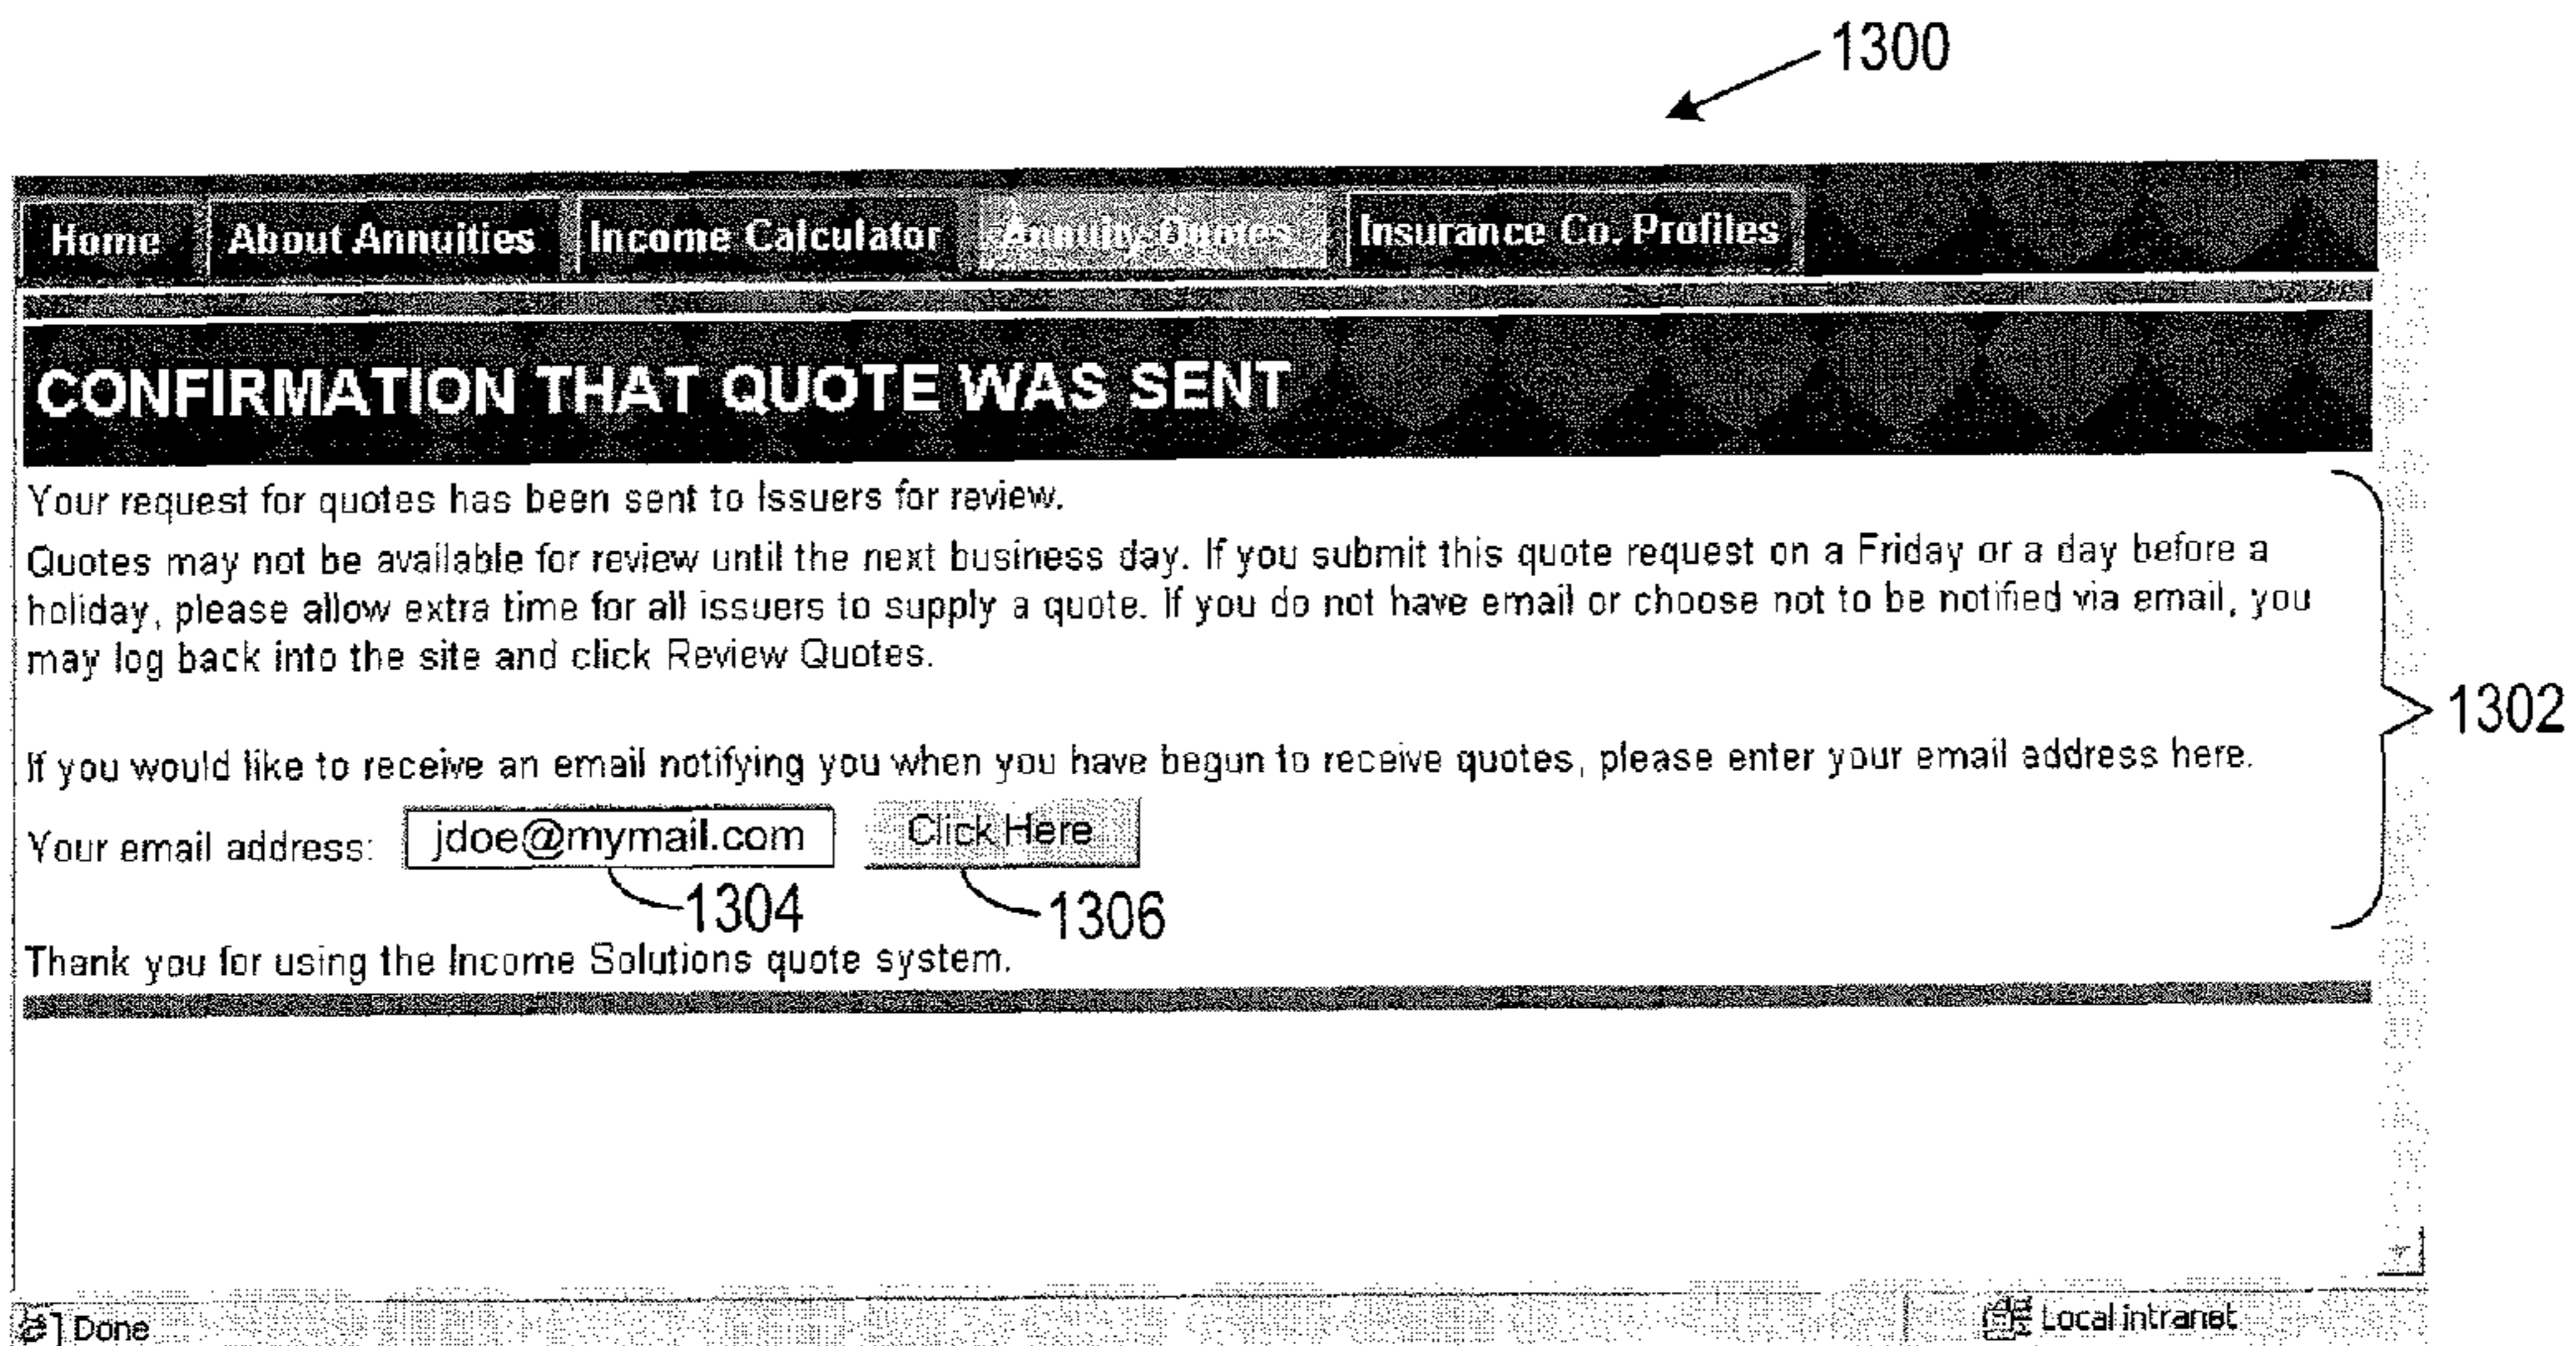 1300
Home About Annuities Income Calculator Annuity Quotes Insurance Co. Profiles
CONFIRMATION THAT QUOTE WAS SENT
Your request for quotes has been sent to Issuers for review.
Quotes may not be available for review until the next business day. If you submit this quote request on a Friday or a day before a
holiday, please allow extra time for all issuers to supply a quote. If you do not have email or choose not to be notified via email, you
may log back into the site and click Review Quotes.
1302
If you would like to receive an email notifying you when you have begun to receive quotes, please enter your email address here.
Your email address: jdoe@mymail.com Click Here
1304 1306
Thank you for using the Income Solutions quote system.
Done Local intranet